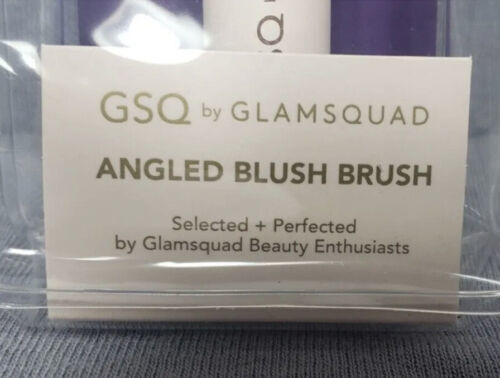 GSQ by GLAMSQUAD
ANGLED BLUSH BRUSH
Selected + Perfected
by Glamsquad Beauty Enthusiasts